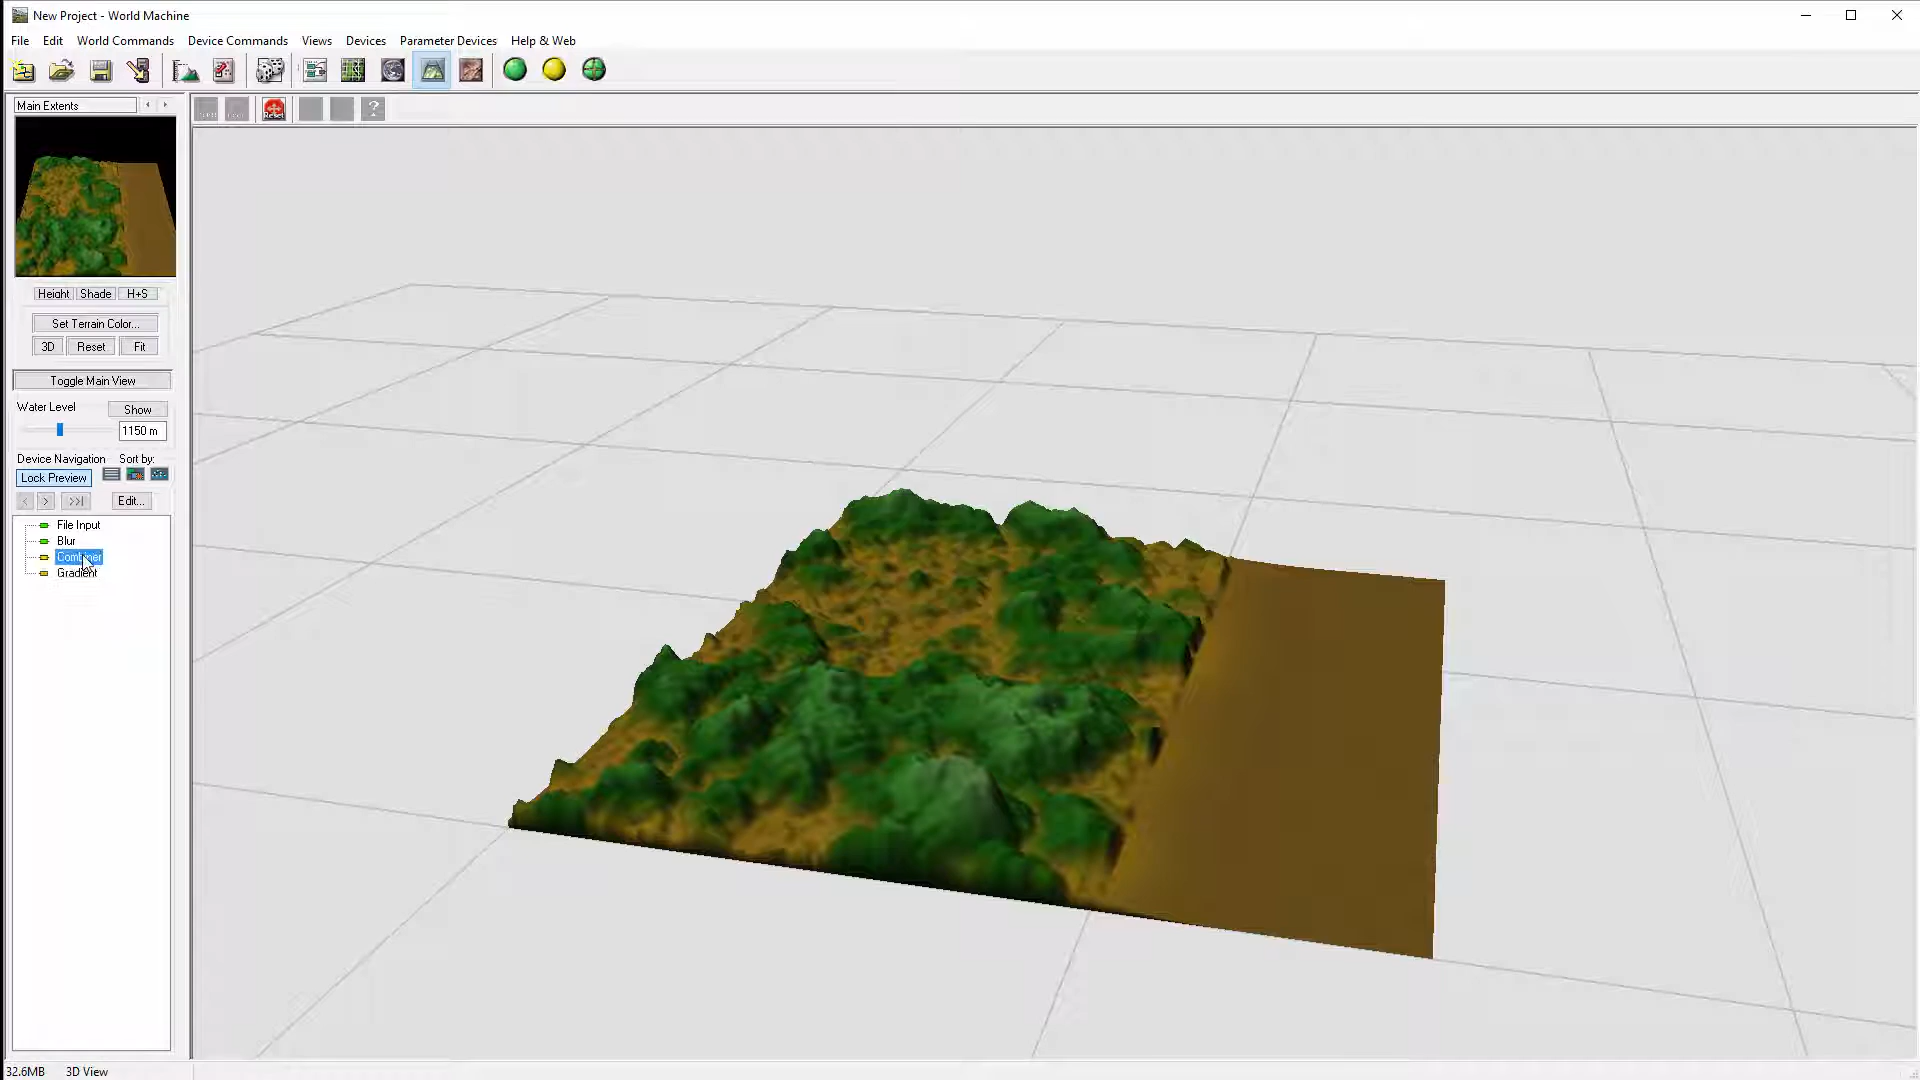 New Project - World Machine
File Edit World Commands Device Commands Views Devices Parameter Devices Help & Web
Main Extents
Reset
?
Height Shade H+S
Set Terrain Color...
3D Reset Fit
Toggle Main View
Water Level Show
1150 m
Device Navigation Sort by:
Lock Preview
< > >>| Edit...
File Input
Blur
Combiner
Gradient
32.6MB 3D View